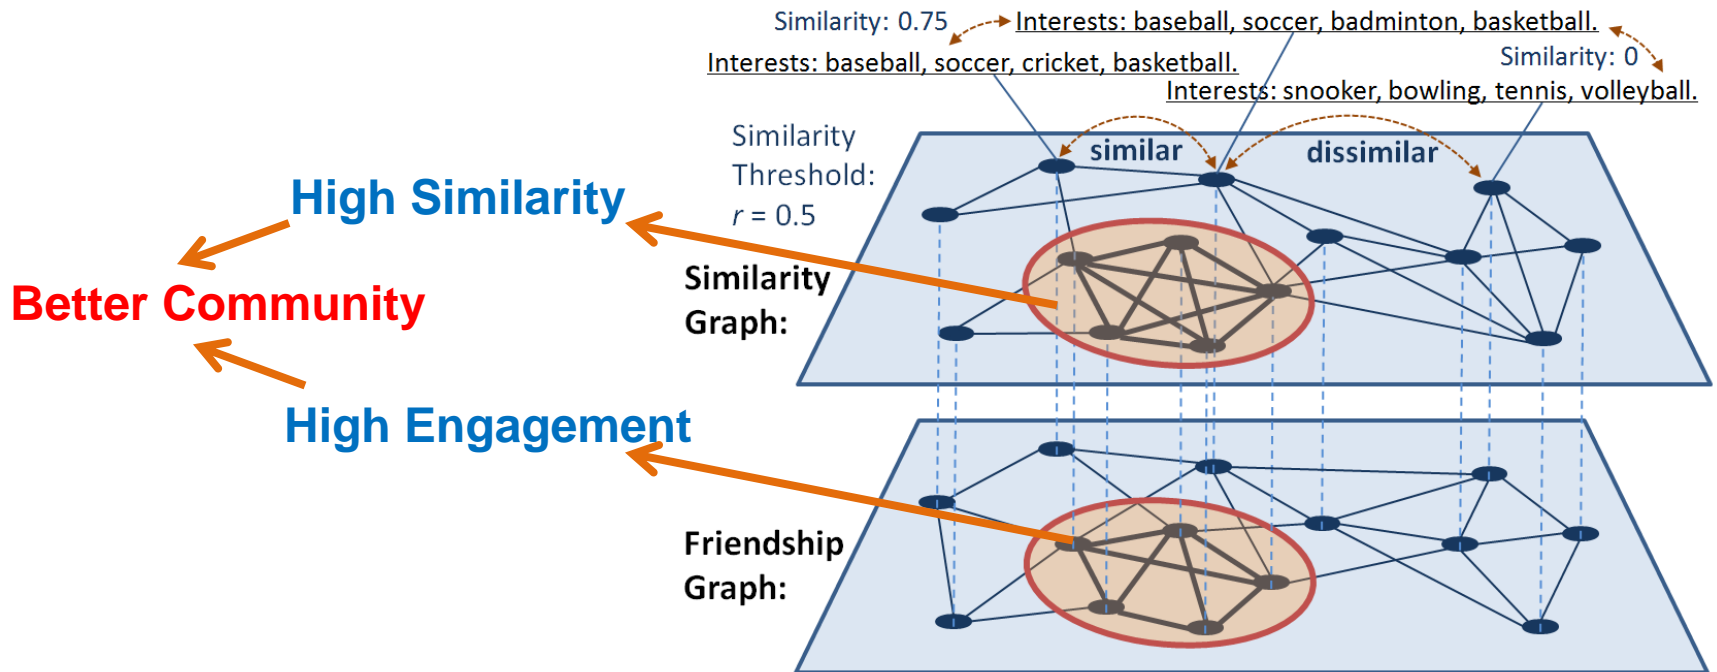 Similarity: 0.75
Interests: baseball, soccer, badminton, basketball.
Interests: baseball, soccer, cricket, basketball.
Similarity: 0
Interests: snooker, bowling, tennis, volleyball.
Similarity
Threshold:
r = 0.5
similar
dissimilar
High Similarity
Similarity
Graph:
Better Community
High Engagement
Friendship
Graph: